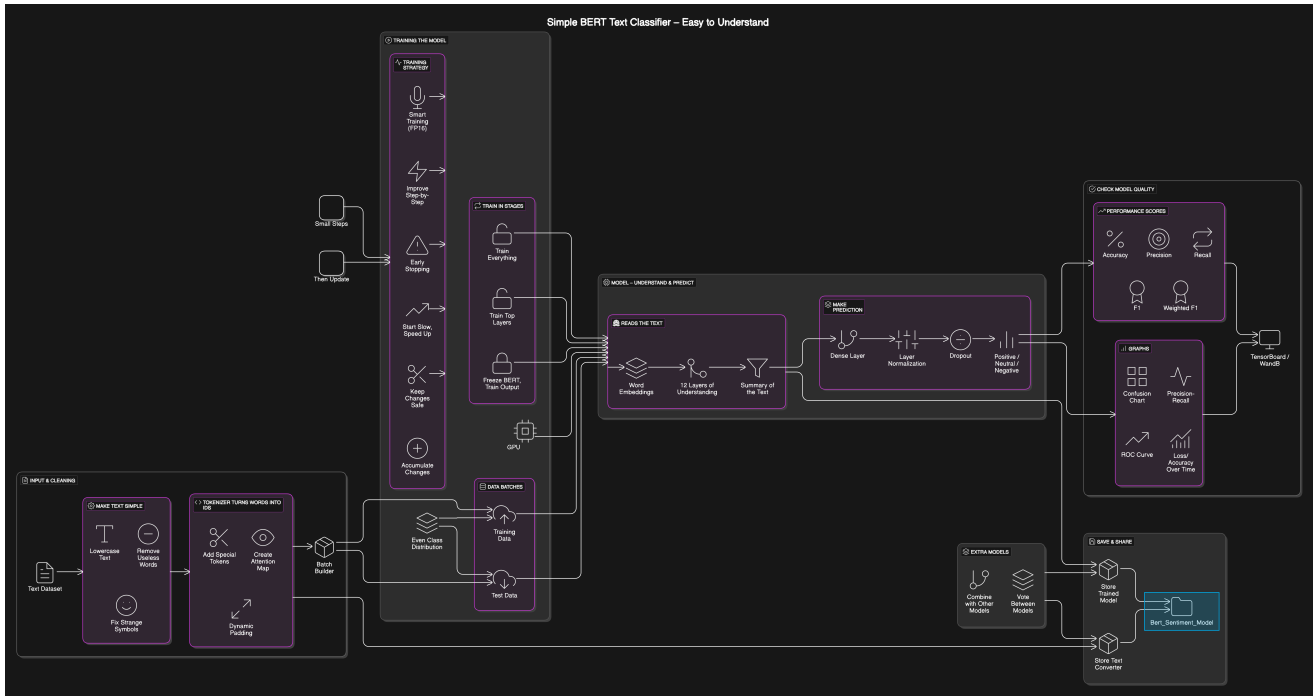 Simple BERT Text Classifier – Easy to Understand
TRAINING THE MODEL
TRAINING
STRATEGY
Smart
Training
(FP16)
Improve
Step-by-
Step
Early
Stopping
Start Slow,
Speed Up
Keep
Changes
Safe
Accumulate
Changes
Small Steps
Then Update
TRAIN IN STAGES
Train
Everything
Train Top
Layers
Freeze BERT,
Train Output
GPU
DATA BATCHES
Training
Data
Test Data
Even Class
Distribution
INPUT & CLEANING
Text Dataset
MAKE TEXT SIMPLE
Lowercase
Text
Remove
Useless
Words
Fix Strange
Symbols
TOKENIZER TURNS WORDS INTO
IDS
Add Special
Tokens
Create
Attention
Map
Dynamic
Padding
Batch
Builder
MODEL – UNDERSTAND & PREDICT
READS THE TEXT
Word
Embeddings
12 Layers of
Understanding
Summary of
the Text
MAKE
PREDICTION
Dense Layer
Layer
Normalization
Dropout
Positive /
Neutral /
Negative
CHECK MODEL QUALITY
PERFORMANCE SCORES
Accuracy
Precision
Recall
F1
Weighted F1
GRAPHS
Confusion
Chart
Precision-
Recall
ROC Curve
Loss/
Accuracy
Over Time
TensorBoard /
WandB
EXTRA MODELS
Combine
with Other
Models
Vote
Between
Models
SAVE & SHARE
Store
Trained
Model
Bert_Sentiment_Model
Store Text
Converter